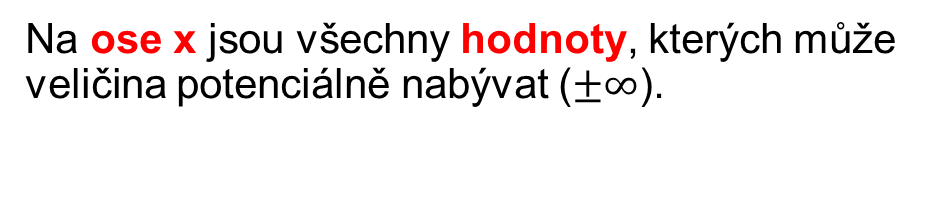 Na ose x jsou všechny hodnoty, kterých může
veličina potenciálně nabývat (±∞).